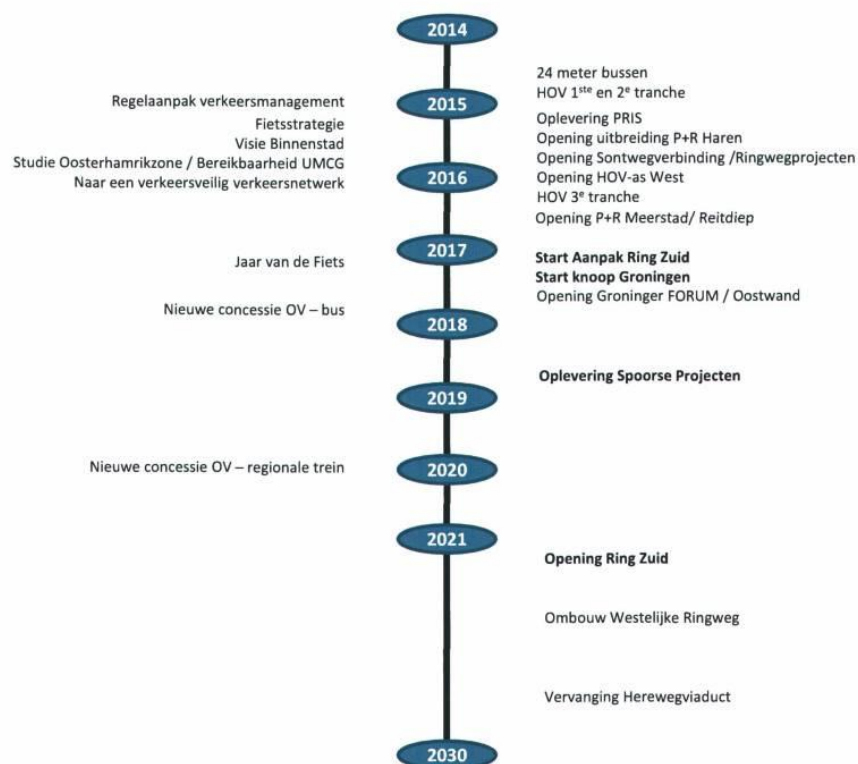 2014
24 meter bussen
HOV 1ste en 2e tranche
Regelaanpak verkeersmanagement
2015
Oplevering PRIS
Fietsstrategie
Opening uitbreiding P+R Haren
Visie Binnenstad
Opening Sontwegverbinding /Ringwegprojecten
Studie Oosterhamrikzone / Bereikbaarheid UMCG
Opening HOV-as West
2016
Naar een verkeersveilig verkeersnetwerk
HOV 3e tranche
Opening P+R Meerstad/ Reitdiep
2017
Start Aanpak Ring Zuid
Jaar van de Fiets
Start knoop Groningen
Opening Groninger FORUM / Oostwand
Nieuwe concessie OV – bus
2018
Oplevering Spoorse Projecten
2019
Nieuwe concessie OV – regionale trein
2020
2021
Opening Ring Zuid
Ombouw Westelijke Ringweg
Vervanging Herewegviaduct
2030